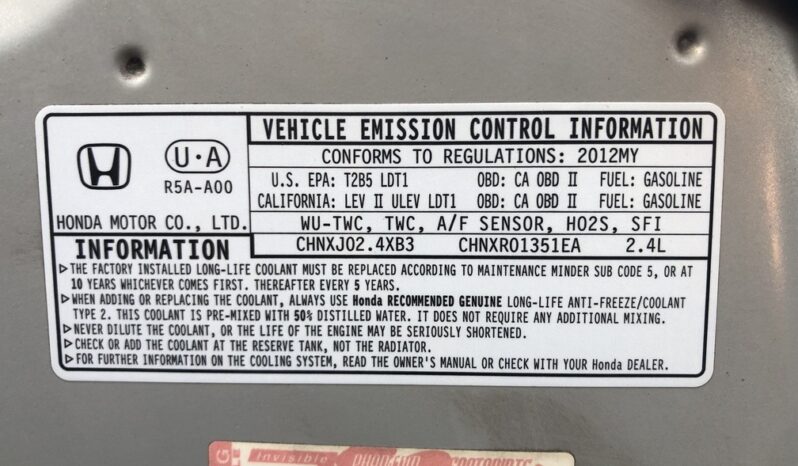 VEHICLE EMISSION CONTROL INFORMATION
CONFORMS TO REGULATIONS: 2012MY
U·A
R5A-A00
HONDA MOTOR CO., LTD.
U.S. EPA: T2B5 LDT1 OBD: CA OBD II FUEL: GASOLINE
CALIFORNIA: LEV II ULEV LDT1 OBD: CA OBD II FUEL: GASOLINE
WU-TWC, TWC, A/F SENSOR, HO2S, SFI
CHNXJ02.4XB3 CHNXR01351EA 2.4L
INFORMATION
▷THE FACTORY INSTALLED LONG-LIFE COOLANT MUST BE REPLACED ACCORDING TO MAINTENANCE MINDER SUB CODE 5, OR AT
10 YEARS WHICHEVER COMES FIRST. THEREAFTER EVERY 5 YEARS.
▷WHEN ADDING OR REPLACING THE COOLANT, ALWAYS USE Honda RECOMMENDED GENUINE LONG-LIFE ANTI-FREEZE/COOLANT
TYPE 2. THIS COOLANT IS PRE-MIXED WITH 50% DISTILLED WATER. IT DOES NOT REQUIRE ANY ADDITIONAL MIXING.
▷NEVER DILUTE THE COOLANT, OR THE LIFE OF THE ENGINE MAY BE SERIOUSLY SHORTENED.
▷CHECK OR ADD THE COOLANT AT THE RESERVE TANK, NOT THE RADIATOR.
▷FOR FURTHER INFORMATION ON THE COOLING SYSTEM, READ THE OWNER'S MANUAL OR CHECK WITH YOUR Honda DEALER.
Invisible